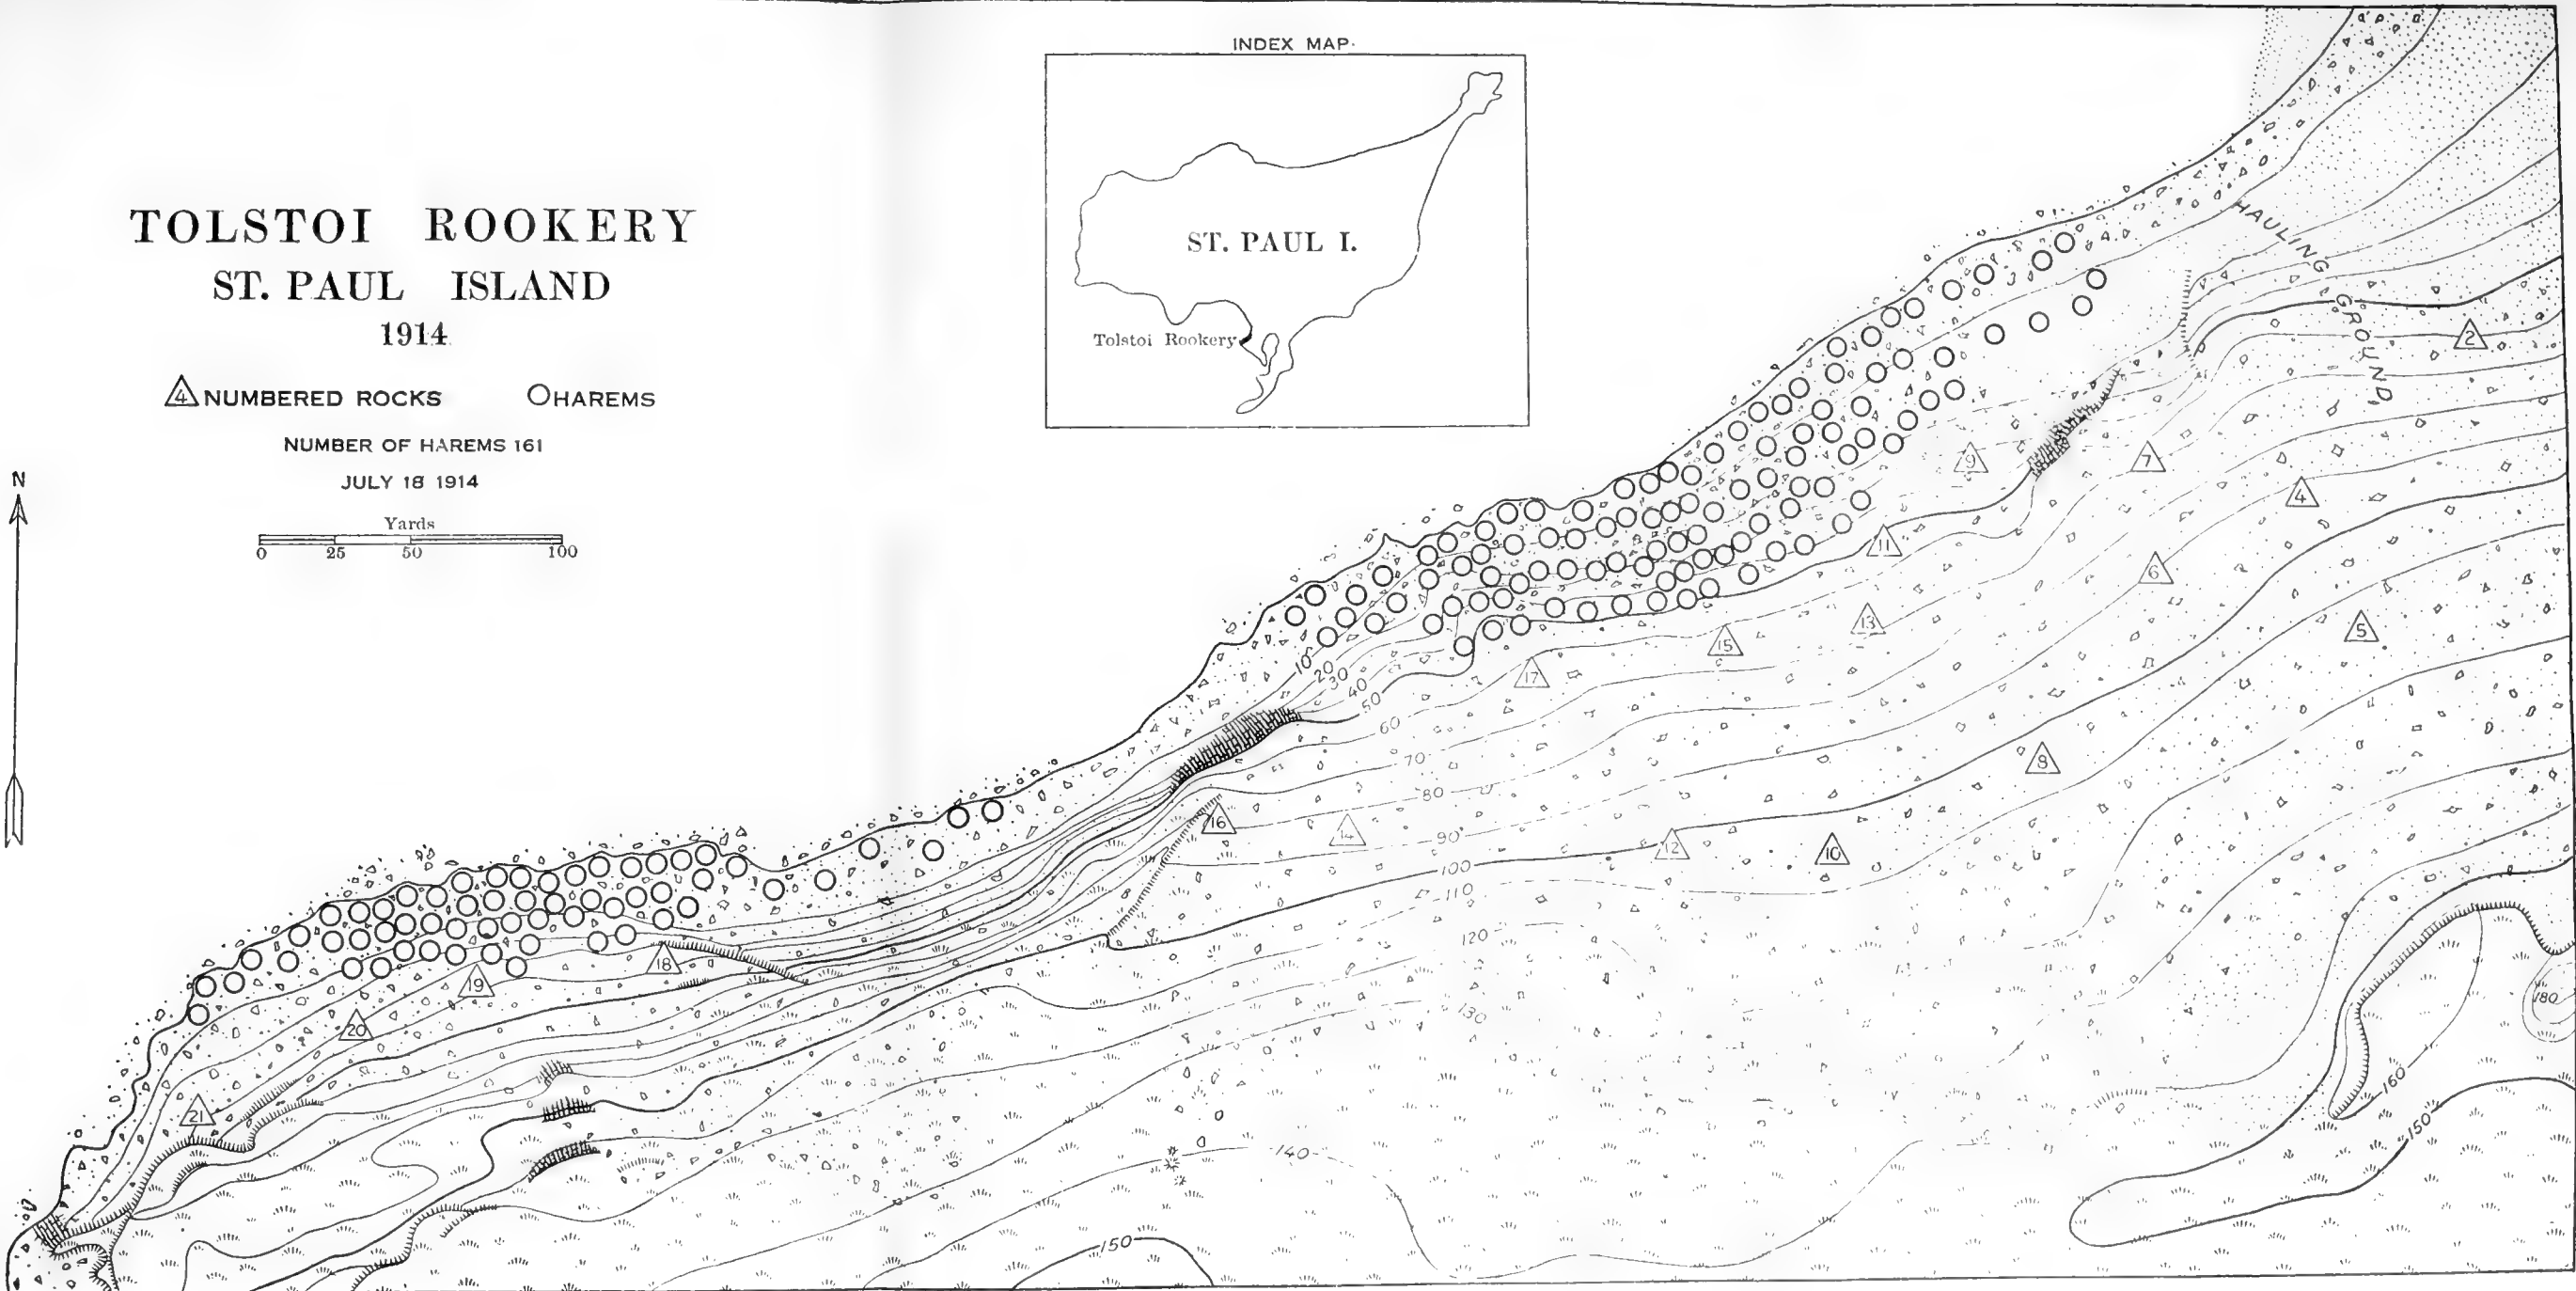 TOLSTOI ROOKERY
ST. PAUL ISLAND
1914
4 NUMBERED ROCKS
HAREMS
NUMBER OF HAREMS 161
JULY 18 1914
Yards
0 25 50 100
N
INDEX MAP
ST. PAUL I.
Tolstoi Rookery
HAULING GROUND
2
9
7
4
11
6
13
5
15
17
8
16
14
12
10
18
19
20
21
10
20
30
40
50
60
70
80
90
100
110
120
130
140
150
160
150
180